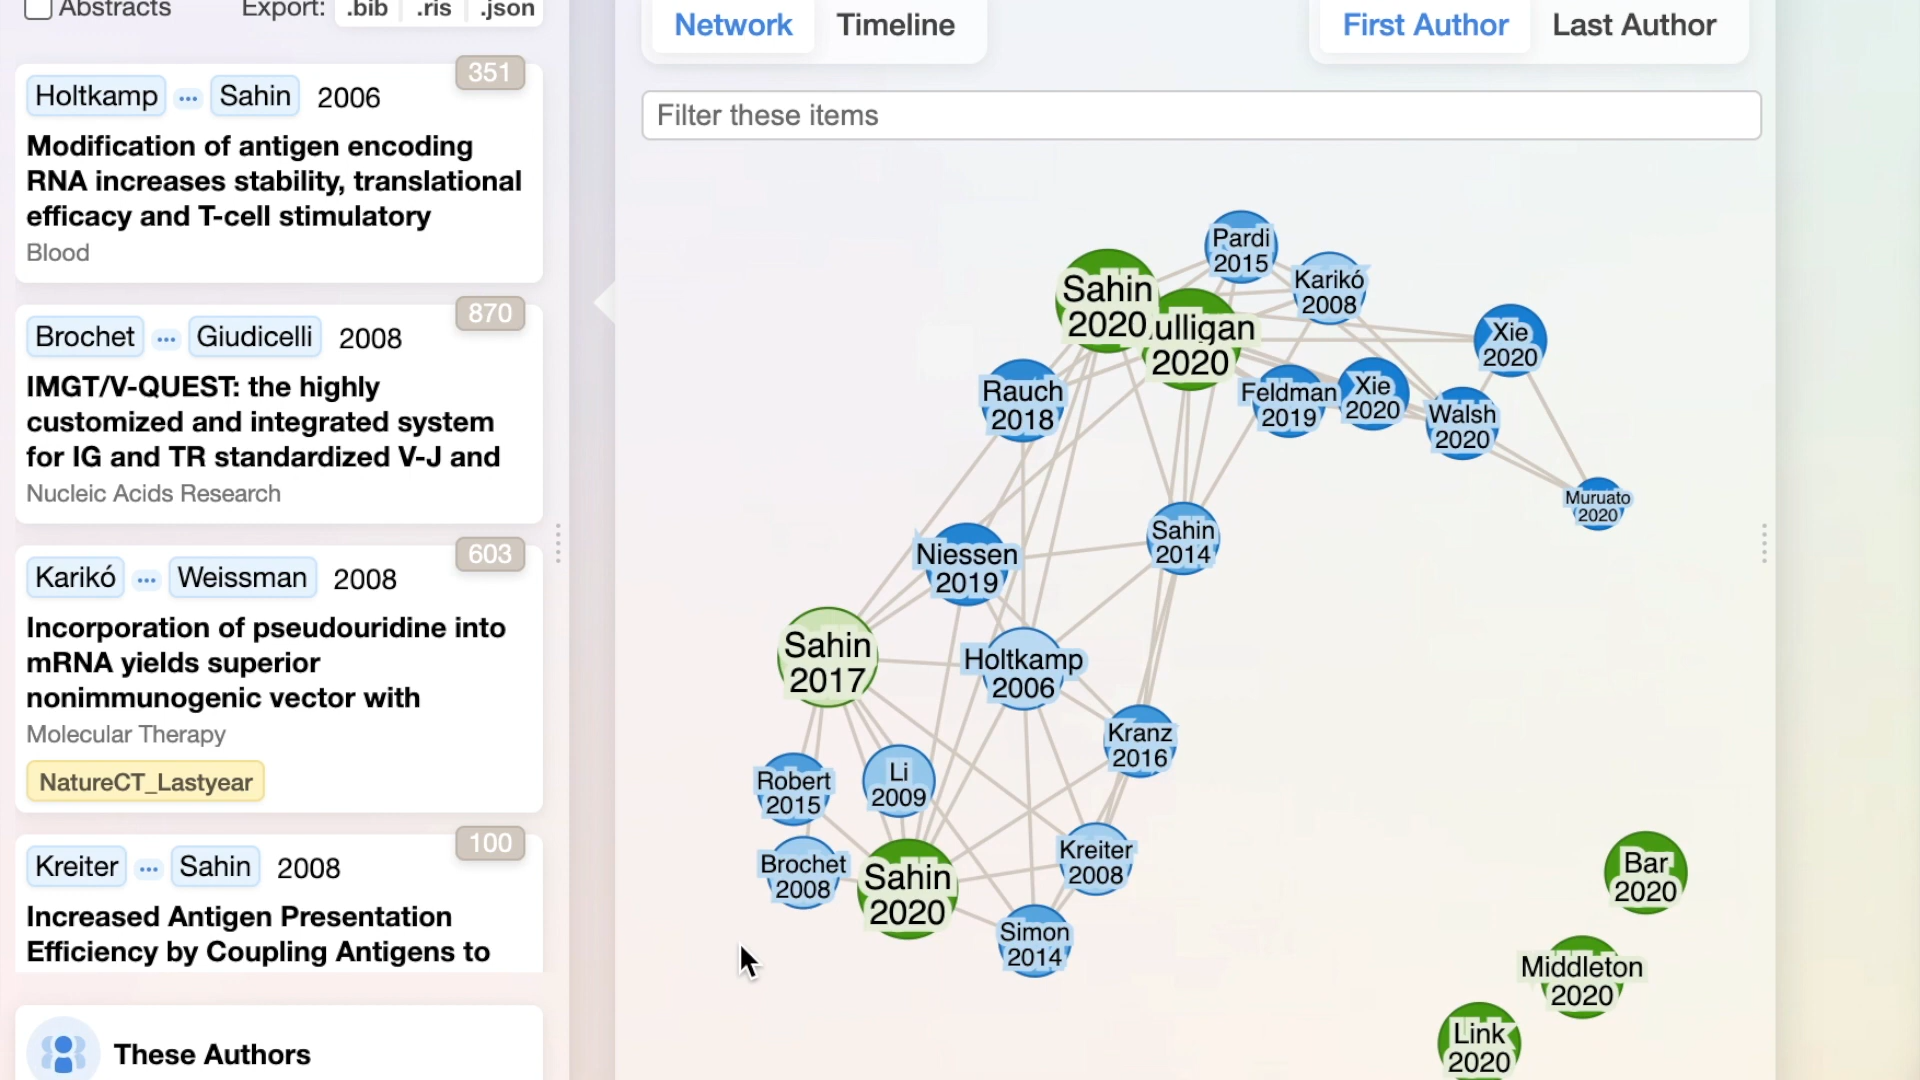 Abstracts
Export: .bib .ris .json
351
Holtkamp ... Sahin 2006
Modification of antigen encoding
RNA increases stability, translational
efficacy and T-cell stimulatory
Blood
870
Brochet ... Giudicelli 2008
IMGT/V-QUEST: the highly
customized and integrated system
for IG and TR standardized V-J and
Nucleic Acids Research
603
Karikó ... Weissman 2008
Incorporation of pseudouridine into
mRNA yields superior
nonimmunogenic vector with
Molecular Therapy
NatureCT_Lastyear
100
Kreiter ... Sahin 2008
Increased Antigen Presentation
Efficiency by Coupling Antigens to
These Authors
Network Timeline
First Author Last Author
Filter these items
Pardi
2015
Sahin
2020
Karikó
2008
ulligan
2020
Xie
2020
Rauch
2018
Feldman
2019
Xie
2020
Walsh
2020
Muruato
2020
Sahin
2014
Niessen
2019
Sahin
2017
Holtkamp
2006
Kranz
2016
Robert
2015
Li
2009
Brochet
2008
Sahin
2020
Kreiter
2008
Simon
2014
Bar
2020
Middleton
2020
Link
2020